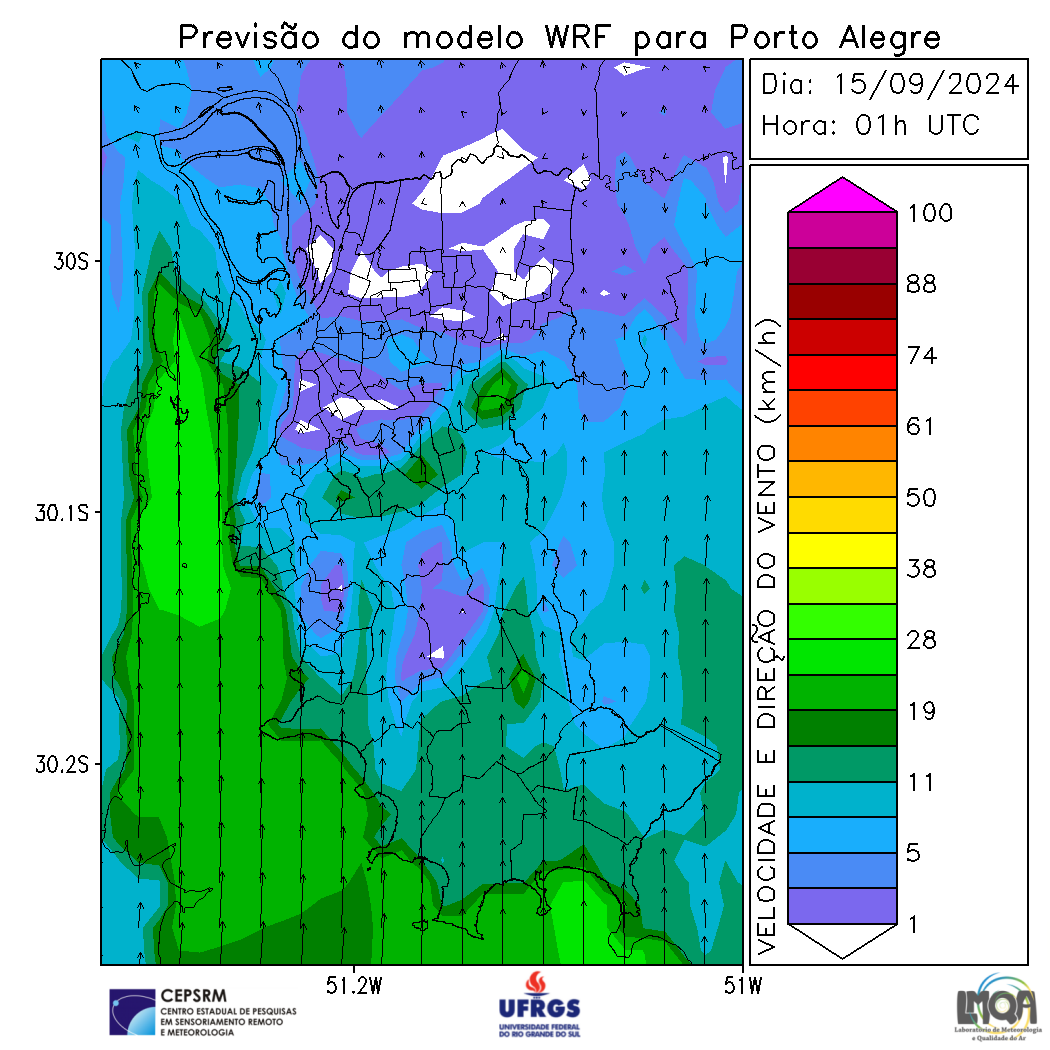 Previsão do modelo WRF para Porto Alegre
Dia: 15/09/2024
Hora: 01h UTC
30S
30.1S
30.2S
51.2W
51W
VELOCIDADE E DIREÇÃO DO VENTO (km/h)
100
88
74
61
50
38
28
19
11
5
1
CEPSRM
CENTRO ESTADUAL DE PESQUISAS
EM SENSORIAMENTO REMOTO
E METEOROLOGIA
UFRGS
UNIVERSIDADE FEDERAL
DO RIO GRANDE DO SUL
LMQA
Laboratório de Meteorologia
e Qualidade do Ar